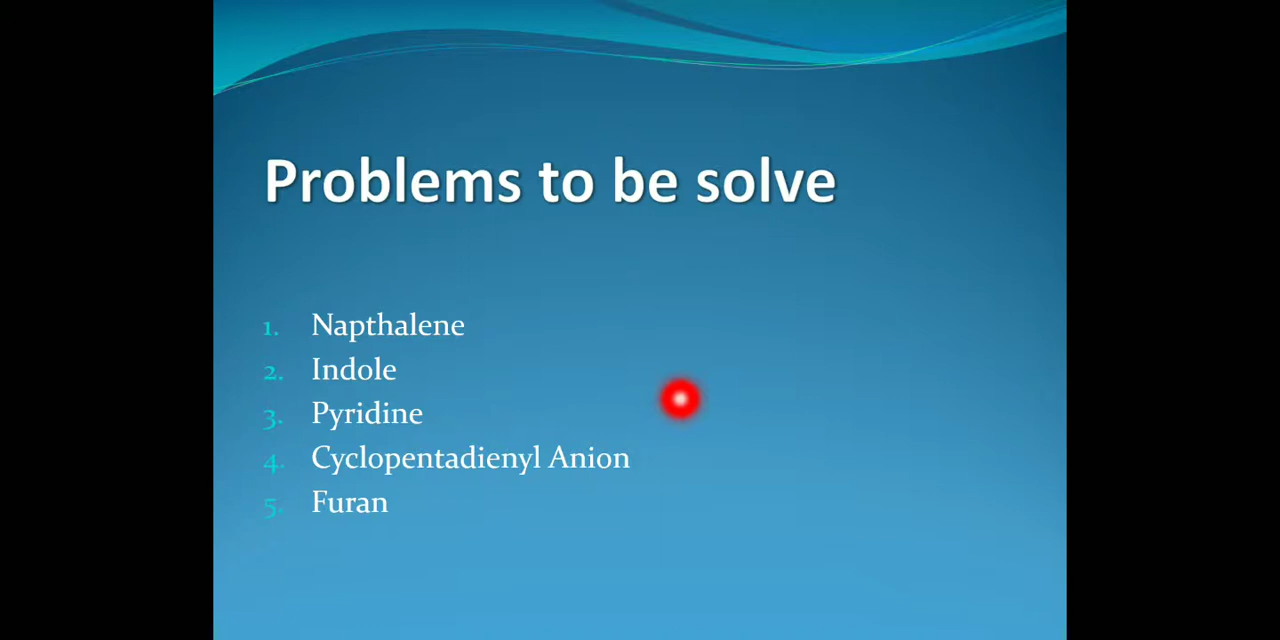 Problems to be solve
1. Napthalene
2. Indole
3. Pyridine
4. Cyclopentadienyl Anion
5. Furan